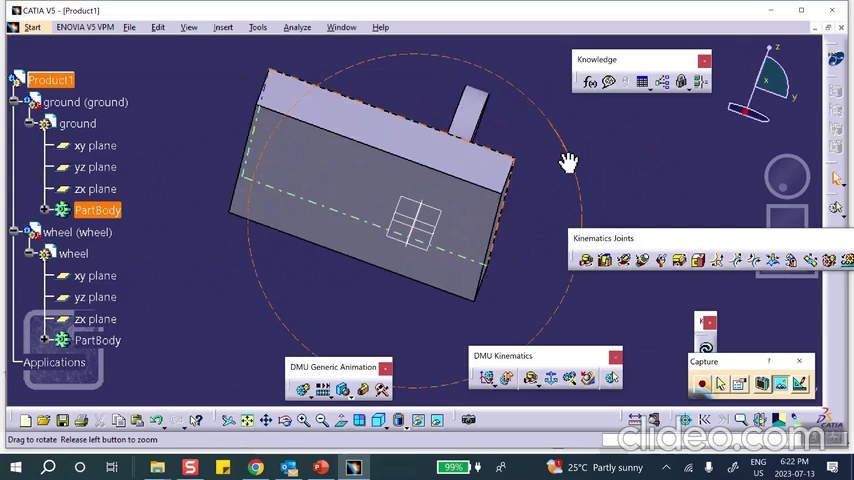 CATIA V5 - [Product1]
Start ENOVIA V5 VPM File Edit View Insert Tools Analyze Window Help
Product1
ground (ground)
ground
xy plane
yz plane
zx plane
PartBody
wheel (wheel)
wheel
xy plane
yz plane
zx plane
PartBody
Applications
Knowledge
f(x)
z
x
y
Kinematics Joints
DMU Generic Animation
DMU Kinematics
Capture ?
Drag to rotate Release left button to zoom
clideo.com
CATIA
99%
25°C Partly sunny
ENG
US
6:22 PM
2023-07-13